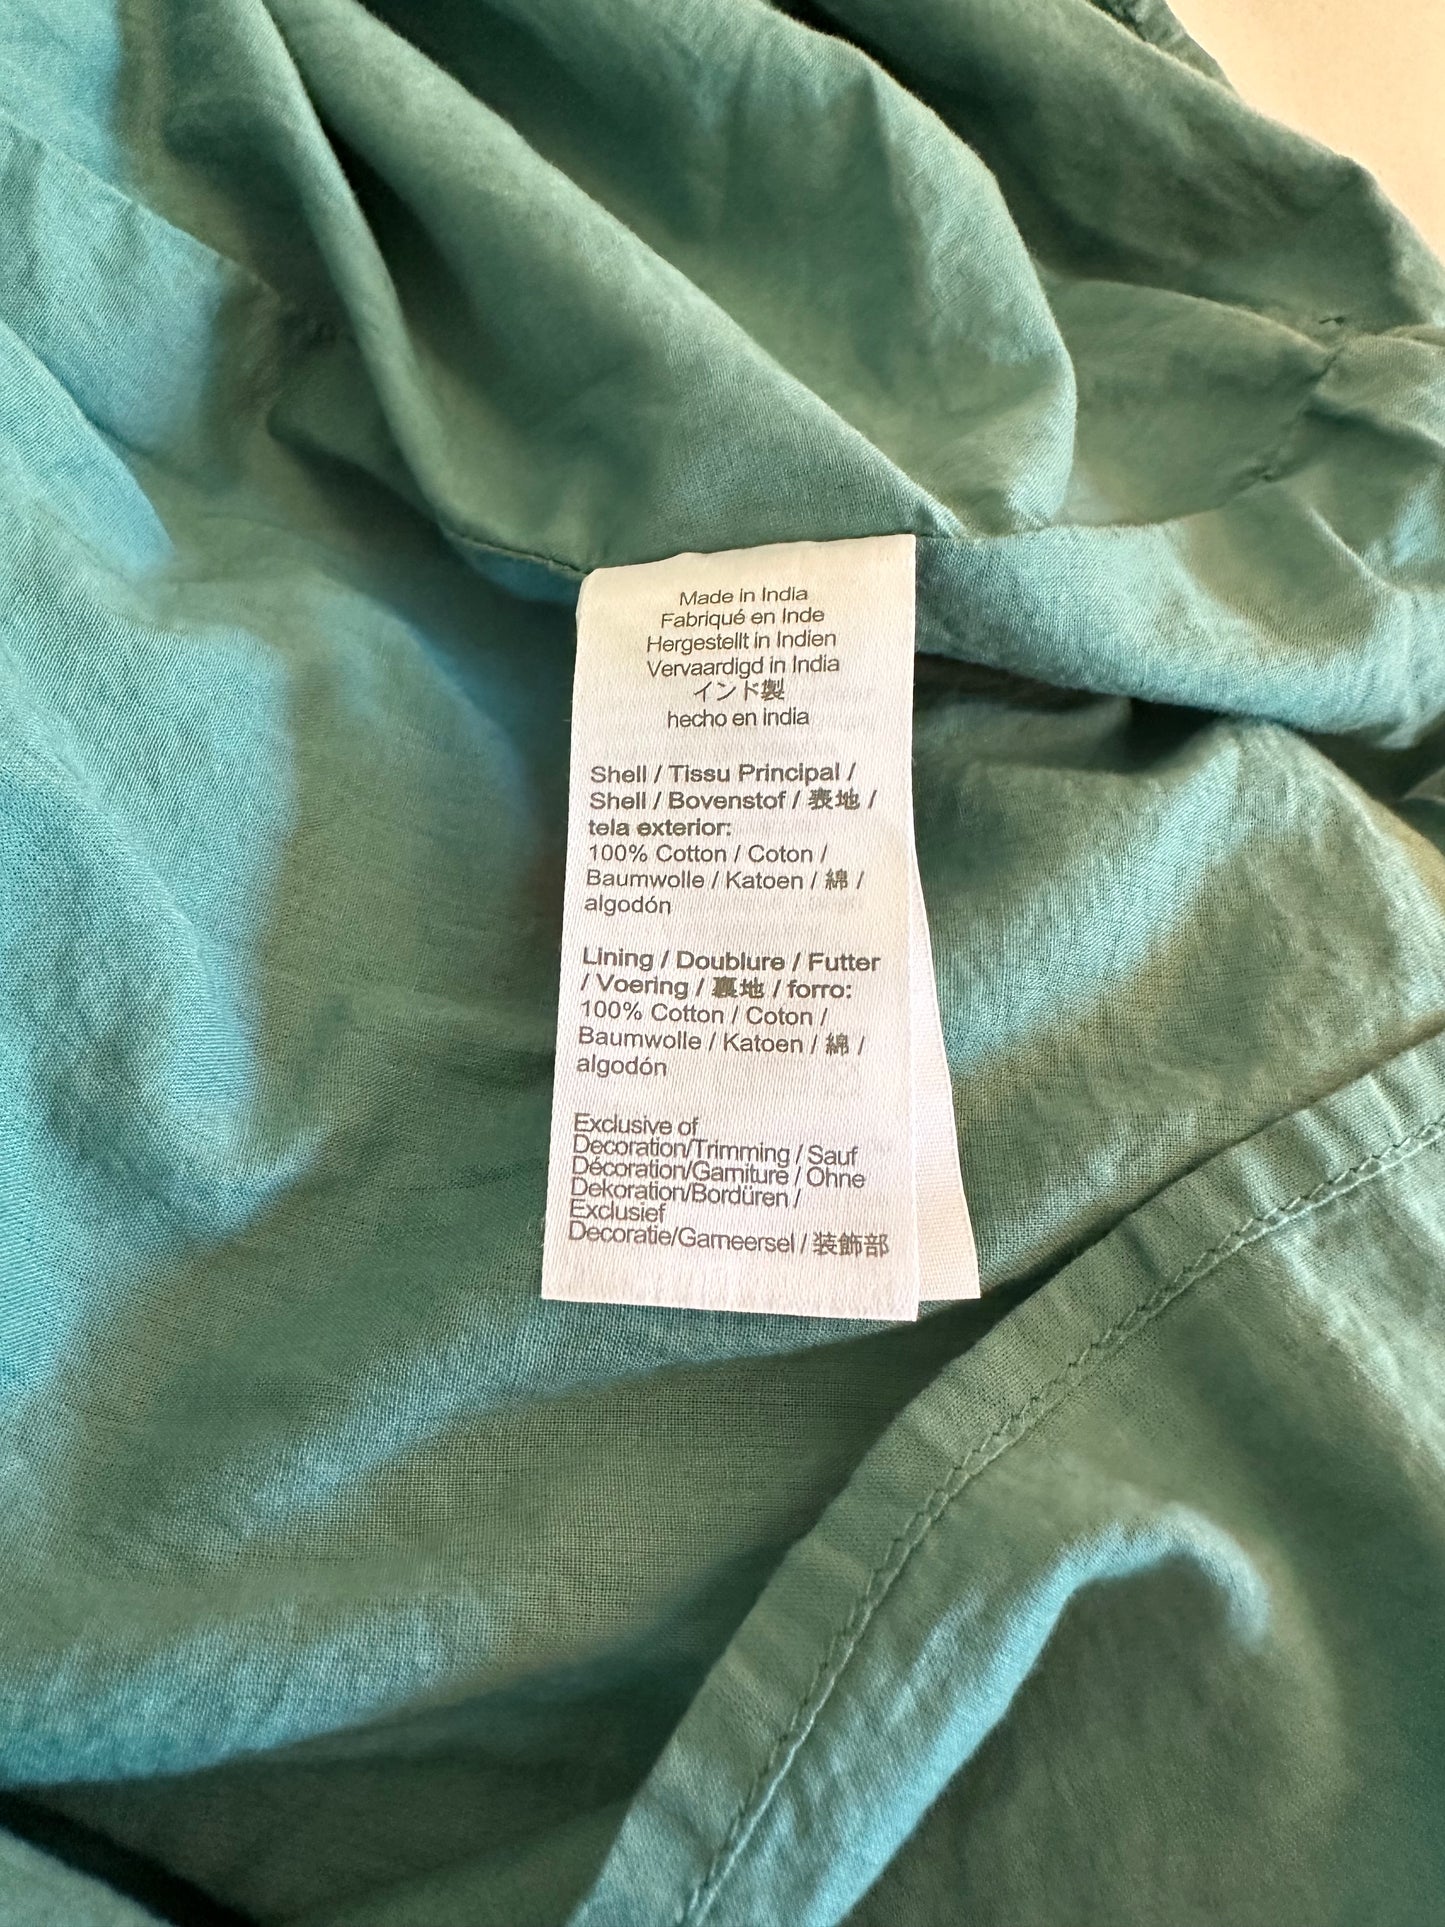 Made in India
Fabriqué en Inde
Hergestellt in Indien
Vervaardigd in India
インド製
hecho en india
Shell / Tissu Principal /
Shell / Bovenstof / 表地 /
tela exterior:
100% Cotton / Coton /
Baumwolle / Katoen / 綿 /
algodón
Lining / Doublure / Futter
/ Voering / 裏地 / forro:
100% Cotton / Coton /
Baumwolle / Katoen / 綿 /
algodón
Exclusive of
Decoration/Trimming / Sauf
Décoration/Garniture / Ohne
Dekoration/Bordüren /
Exclusief
Decoratie/Garneersel / 装飾部